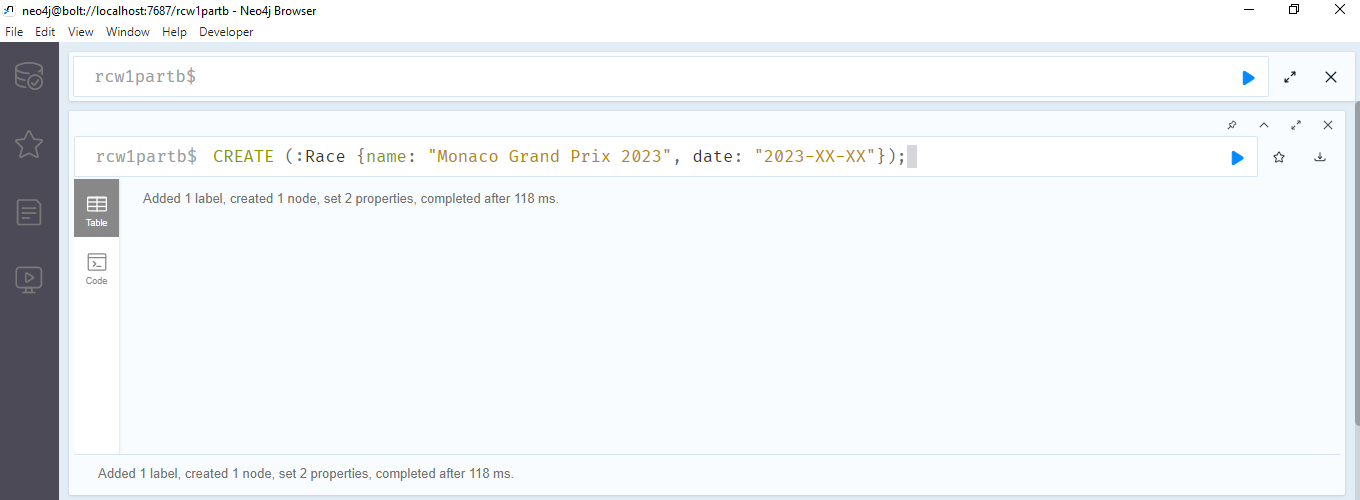 neo4j@bolt://localhost:7687/rcw1partb - Neo4j Browser
File Edit View Window Help Developer
rcw1partb$
rcw1partb$ CREATE (:Race {name: "Monaco Grand Prix 2023", date: "2023-XX-XX"});
Table
Added 1 label, created 1 node, set 2 properties, completed after 118 ms.
Code
Added 1 label, created 1 node, set 2 properties, completed after 118 ms.